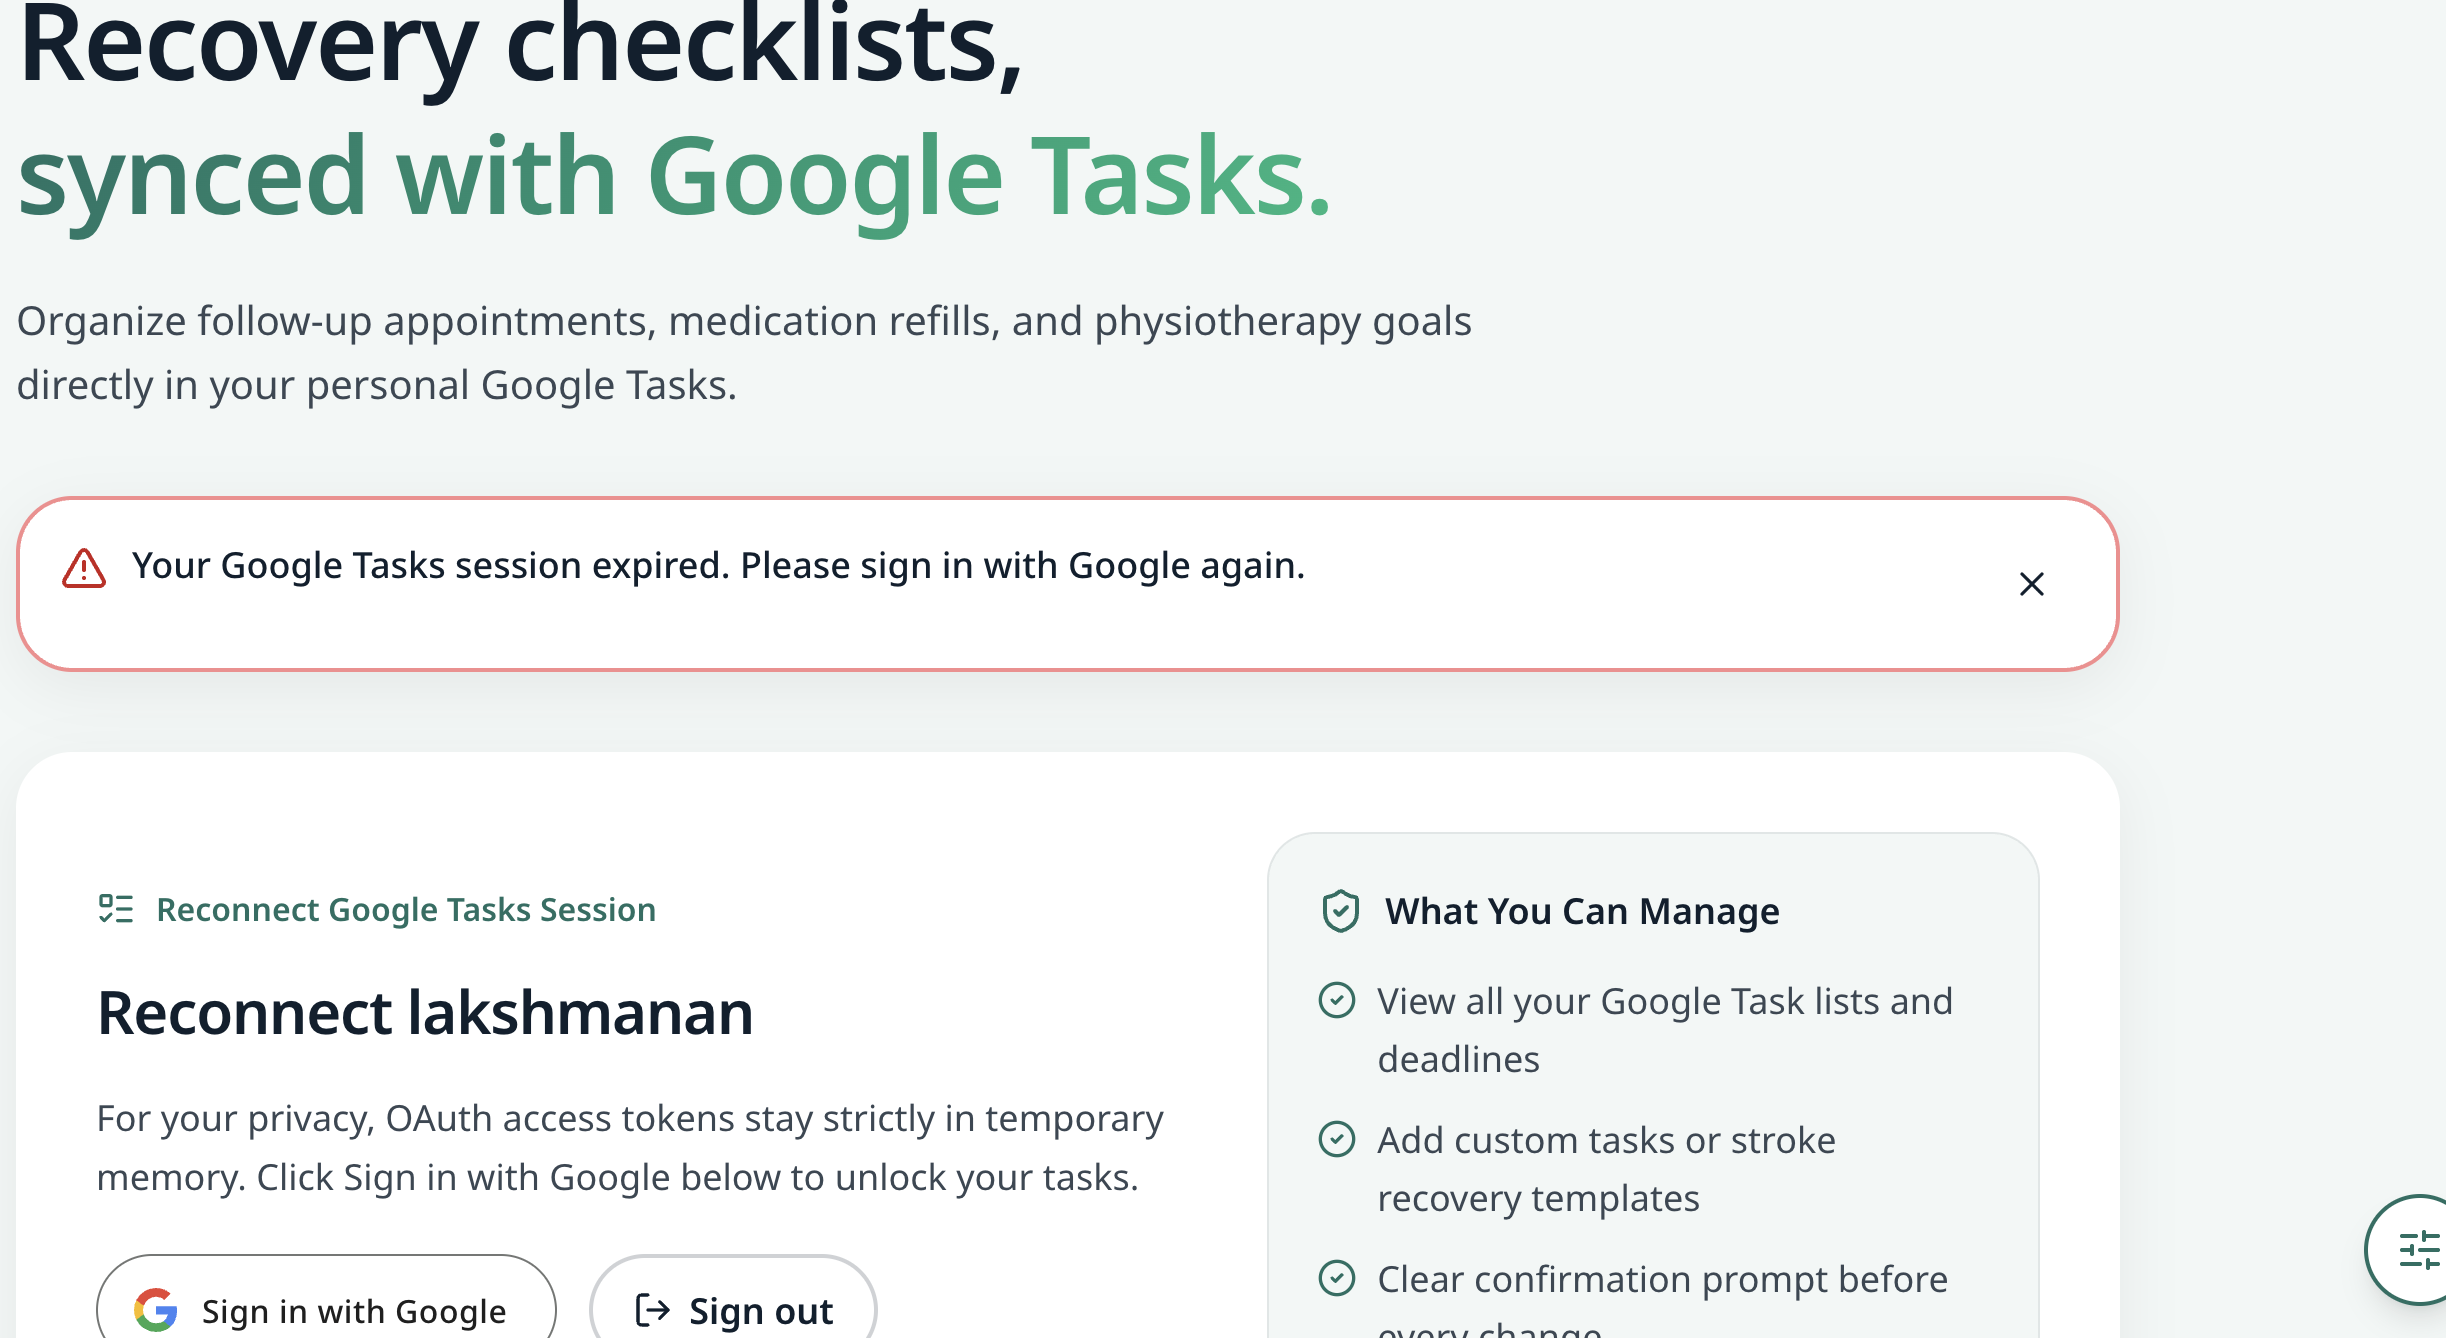 Recovery checklists,
synced with Google Tasks.
Organize follow-up appointments, medication refills, and physiotherapy goals
directly in your personal Google Tasks.
Your Google Tasks session expired. Please sign in with Google again.
Reconnect Google Tasks Session
Reconnect lakshmanan
For your privacy, OAuth access tokens stay strictly in temporary
memory. Click Sign in with Google below to unlock your tasks.
Sign in with Google
Sign out
What You Can Manage
View all your Google Task lists and
deadlines
Add custom tasks or stroke
recovery templates
Clear confirmation prompt before
every change